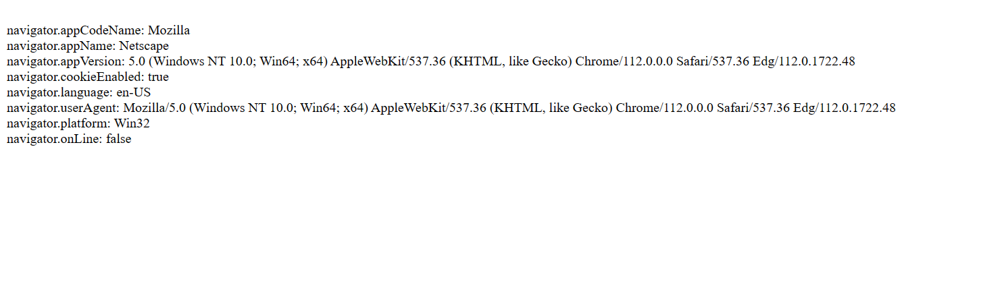 navigator.appCodeName: Mozilla
navigator.appName: Netscape
navigator.appVersion: 5.0 (Windows NT 10.0; Win64; x64) AppleWebKit/537.36 (KHTML, like Gecko) Chrome/112.0.0.0 Safari/537.36 Edg/112.0.1722.48
navigator.cookieEnabled: true
navigator.language: en-US
navigator.userAgent: Mozilla/5.0 (Windows NT 10.0; Win64; x64) AppleWebKit/537.36 (KHTML, like Gecko) Chrome/112.0.0.0 Safari/537.36 Edg/112.0.1722.48
navigator.platform: Win32
navigator.onLine: false